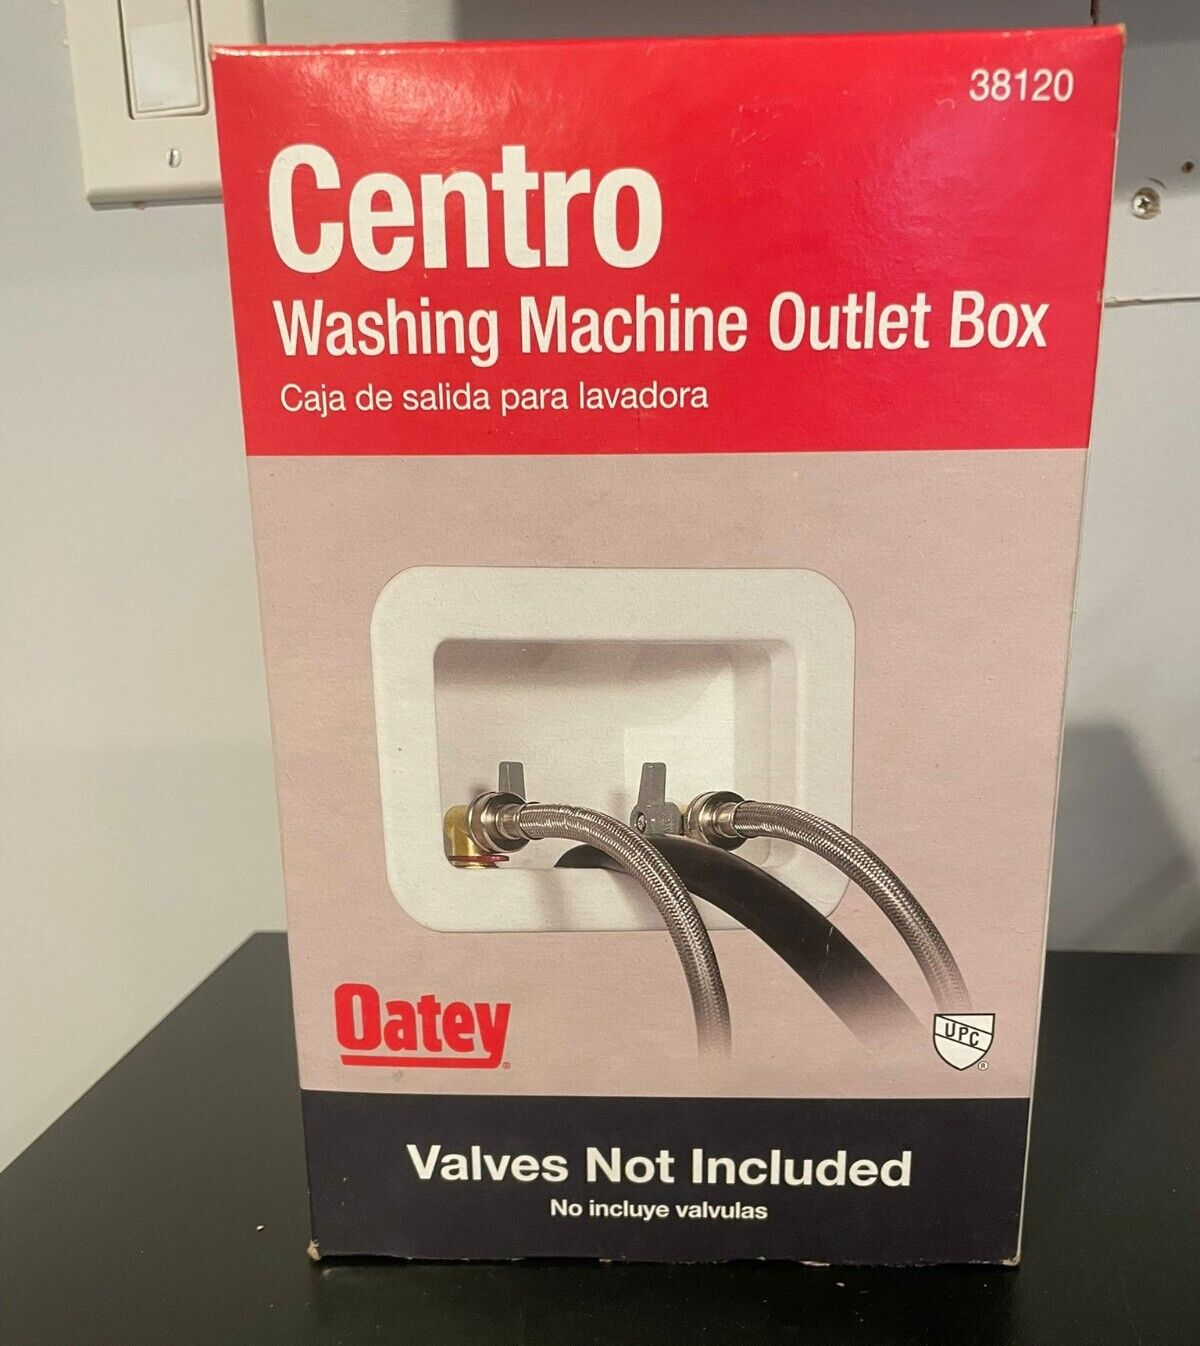 38120
Centro
Washing Machine Outlet Box
Caja de salida para lavadora
Oatey®
UPC
®
Valves Not Included
No incluye valvulas